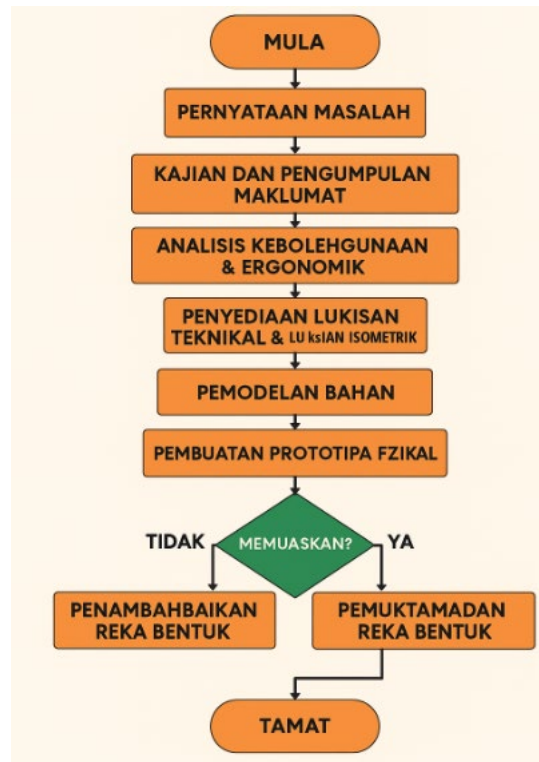 MULA
PERNYATAAN MASALAH
KAJIAN DAN PENGUMPULAN
MAKLUMAT
ANALISIS KEBOLEHGUNAAN
& ERGONOMIK
PENYEDIAAN LUKISAN
TEKNIKAL & LU ksIAN ISOMETRIK
PEMODELAN BAHAN
PEMBUATAN PROTOTIPA FZIKAL
TIDAK MEMUASKAN? YA
PENAMBAHBAIKAN
REKA BENTUK
PEMUKTAMADAN
REKA BENTUK
TAMAT